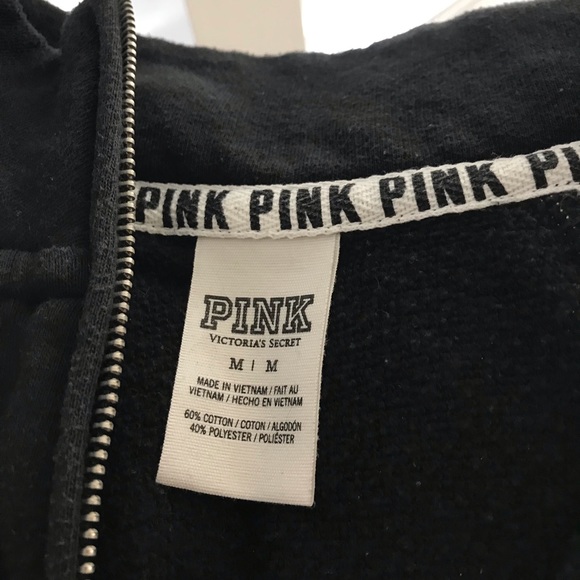 PINK PINK PINK PI
PINK
VICTORIA'S SECRET
M | M
MADE IN VIETNAM / FAIT AU
VIETNAM / HECHO EN VIETNAM
60% COTTON / COTON / ALGODÓN
40% POLYESTER / POLIÉSTER